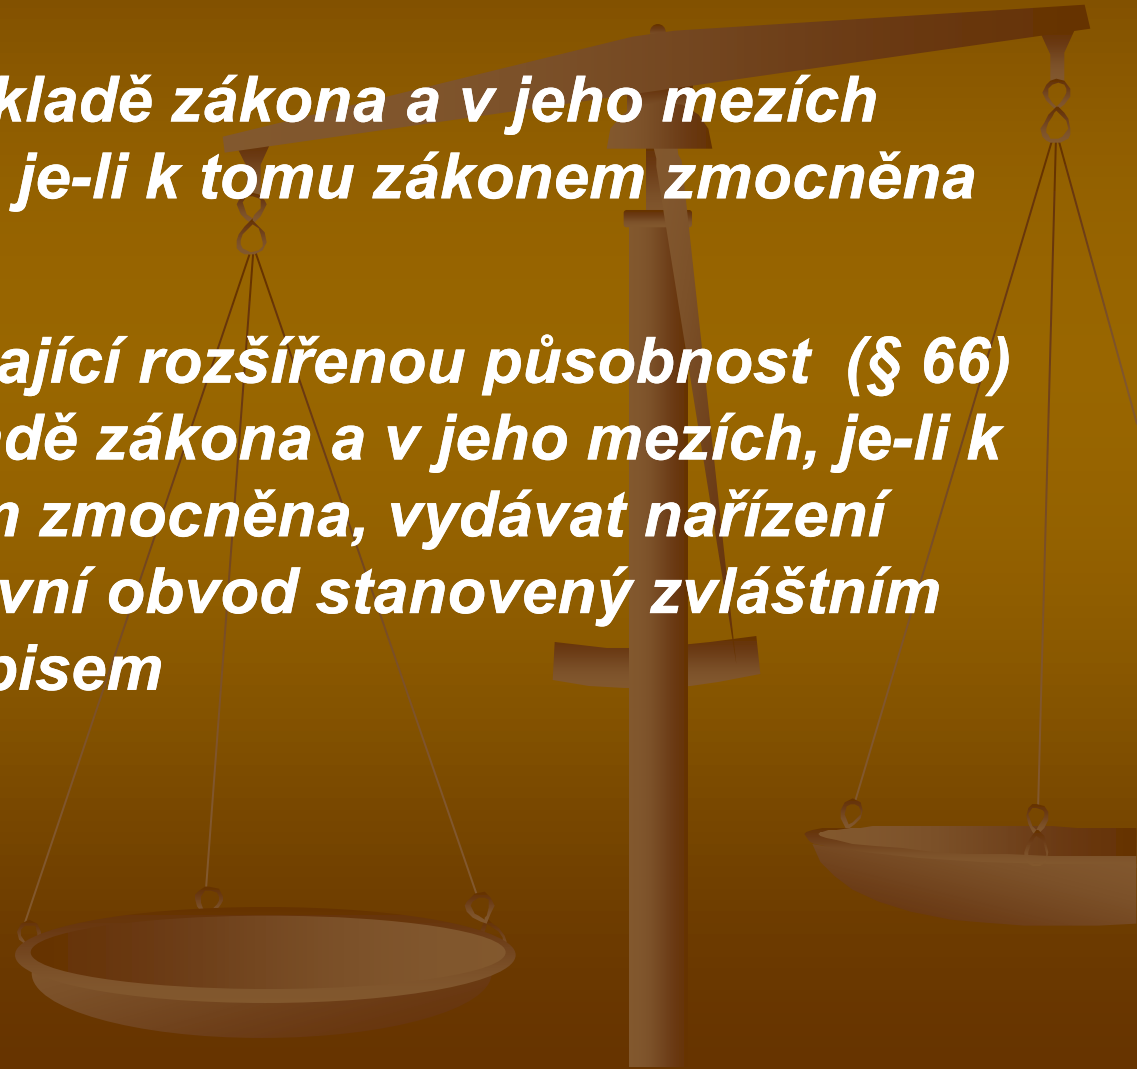 kladě zákona a v jeho mezích
je-li k tomu zákonem zmocněna
ající rozšířenou působnost (§ 66)
adě zákona a v jeho mezích, je-li k
m zmocněna, vydávat nařízení
vní obvod stanovený zvláštním
pisem